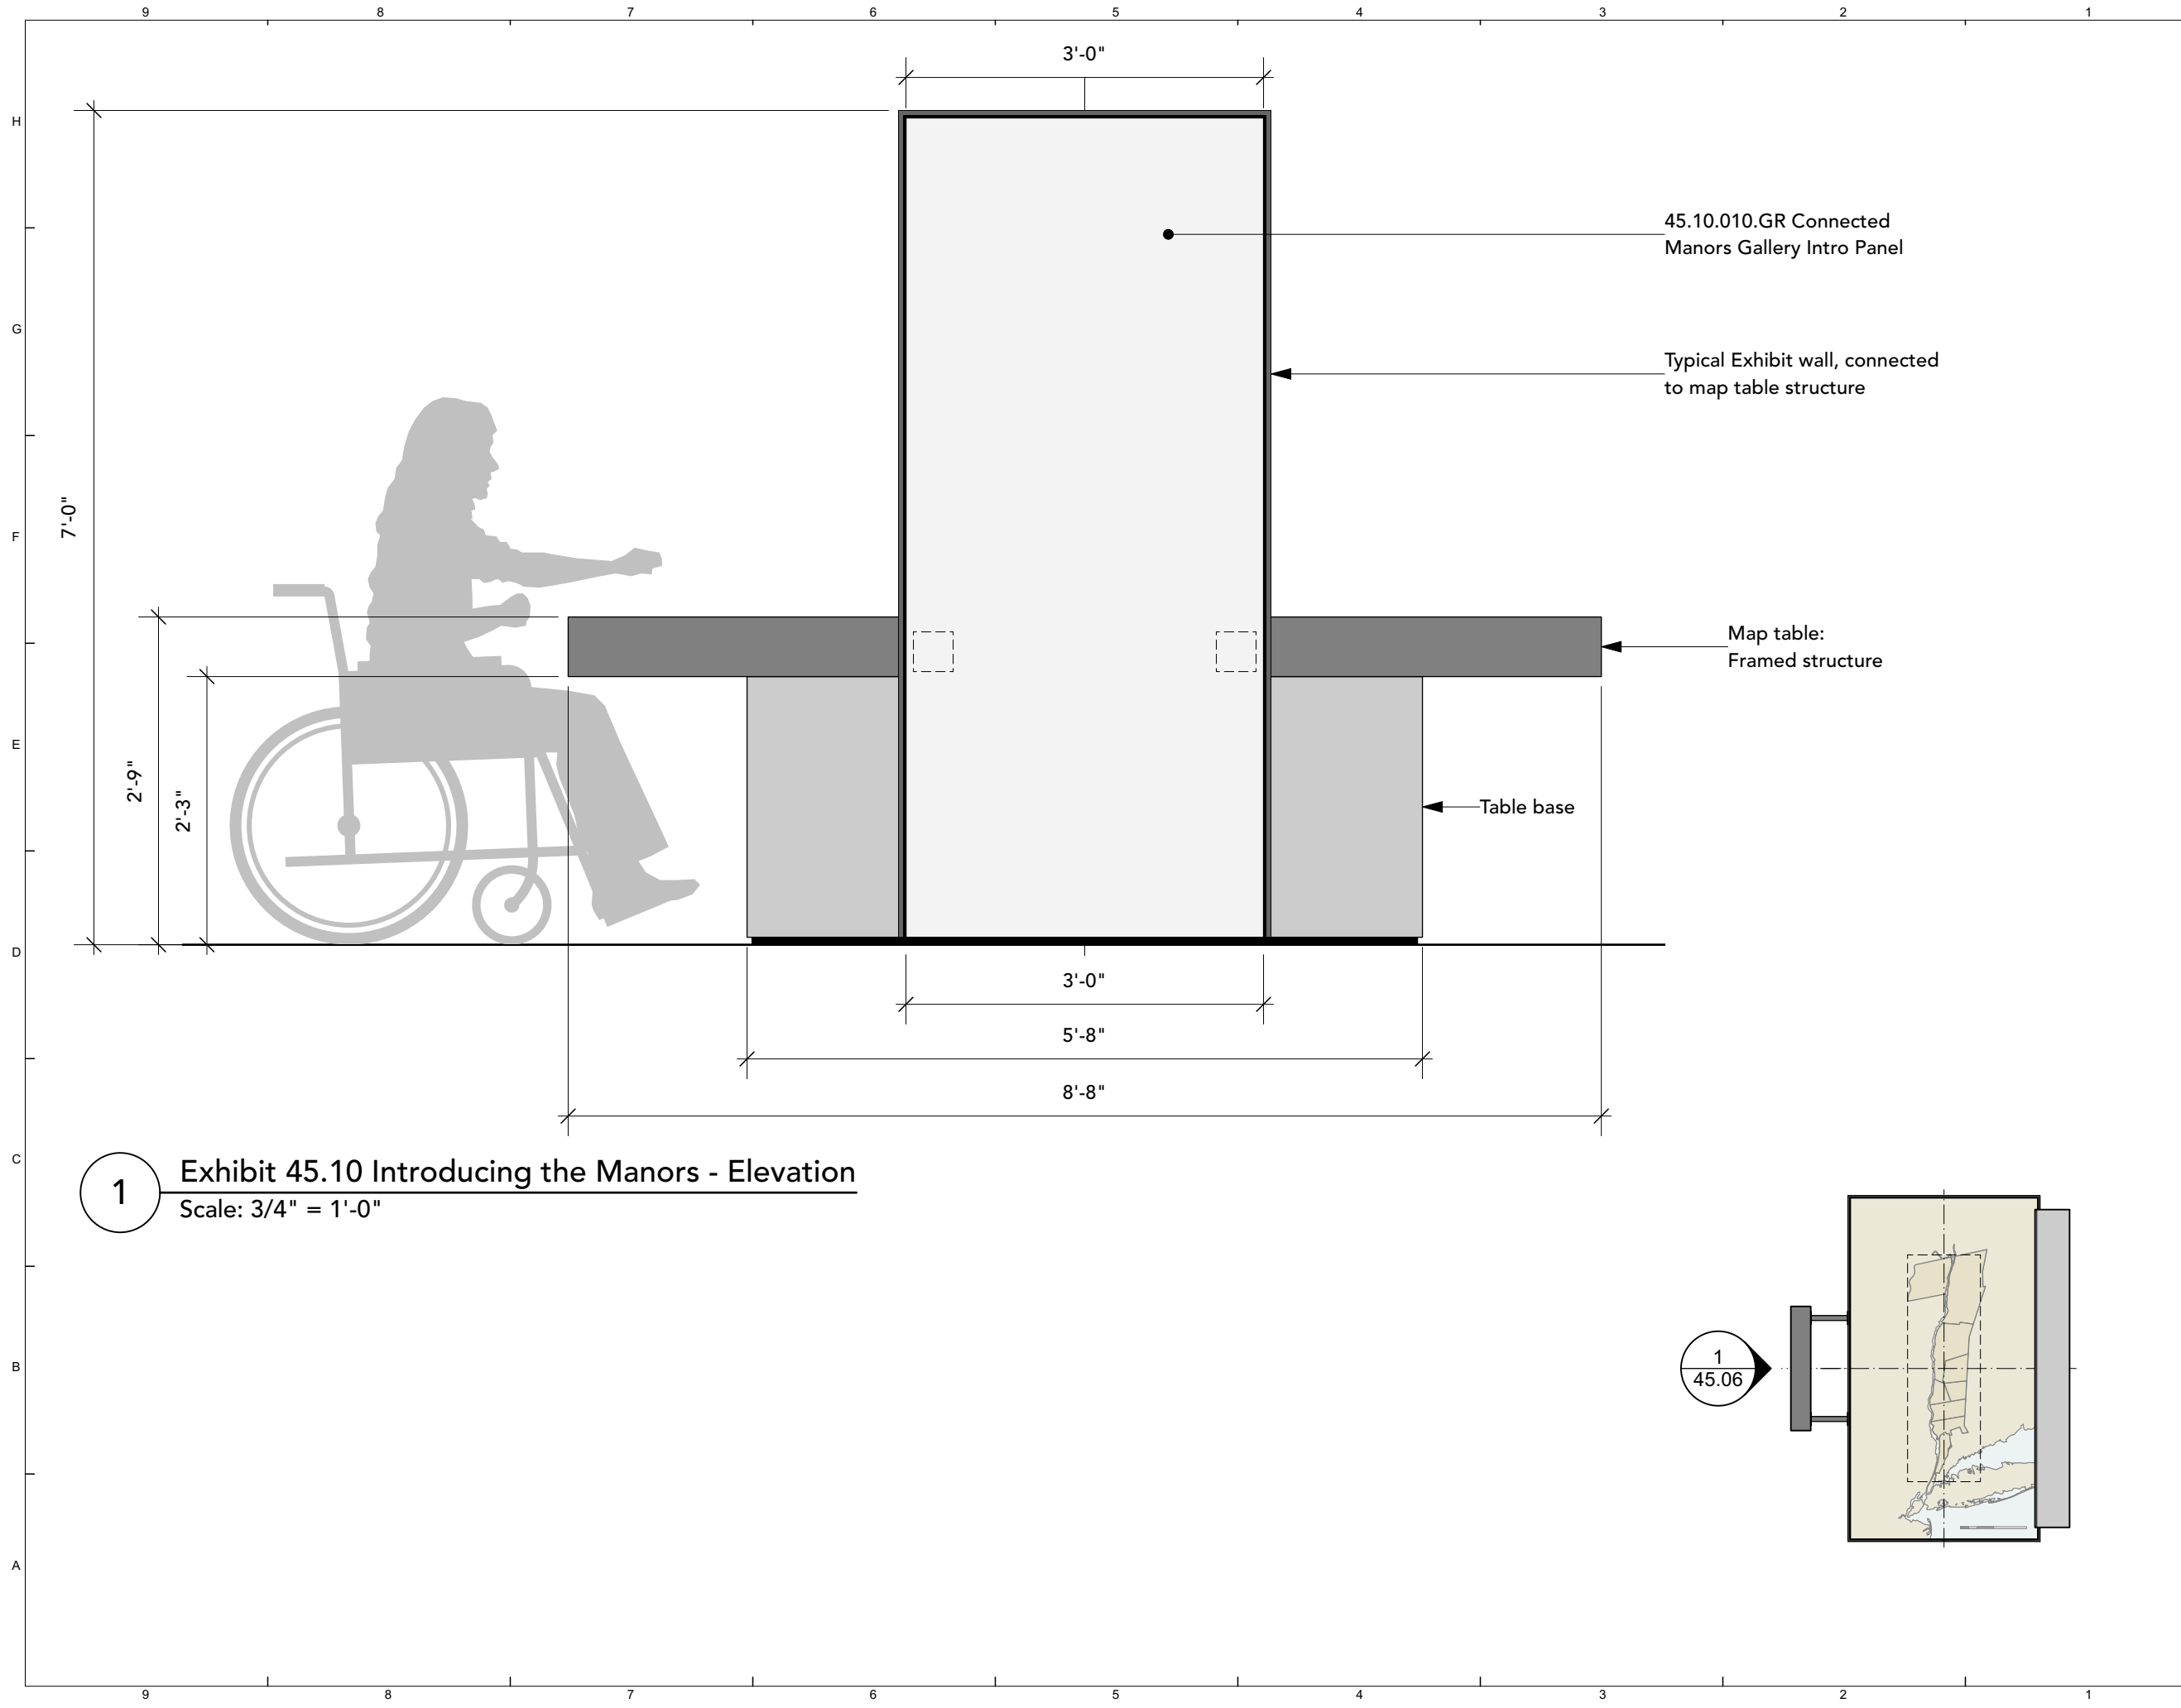 9 8 7 6 5 4 3 2 1
3'-0"
H
45.10.010.GR Connected
Manors Gallery Intro Panel
G
Typical Exhibit wall, connected
to map table structure
7'-0"
F
Map table:
Framed structure
E
2'-9"
2'-3"
Table base
D
3'-0"
5'-8"
8'-8"
C
1
Exhibit 45.10 Introducing the Manors - Elevation
Scale: 3/4" = 1'-0"
B
1
45.06
A
9 8 7 6 5 4 3 2 1